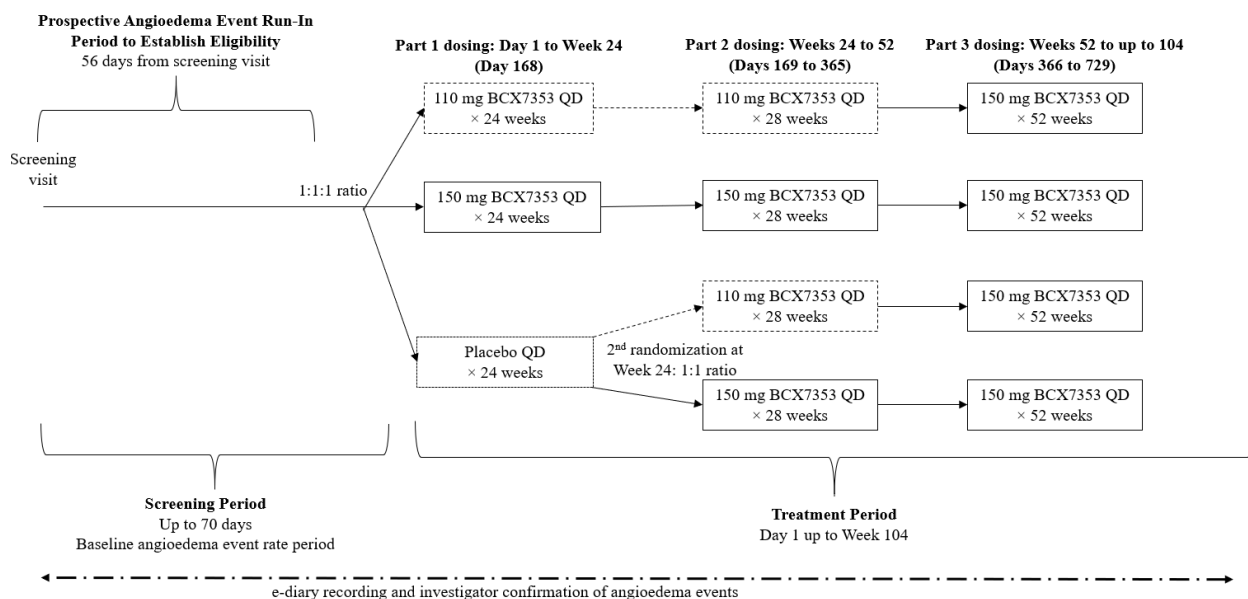 Prospective Angioedema Event Run-In
Period to Establish Eligibility
56 days from screening visit
Part 1 dosing: Day 1 to Week 24
(Day 168)
Part 2 dosing: Weeks 24 to 52
(Days 169 to 365)
Part 3 dosing: Weeks 52 to up to 104
(Days 366 to 729)
Screening
visit
1:1:1 ratio
110 mg BCX7353 QD
× 24 weeks
110 mg BCX7353 QD
× 28 weeks
150 mg BCX7353 QD
× 52 weeks
150 mg BCX7353 QD
× 24 weeks
150 mg BCX7353 QD
× 28 weeks
150 mg BCX7353 QD
× 52 weeks
Placebo QD
× 24 weeks
2nd randomization at
Week 24: 1:1 ratio
110 mg BCX7353 QD
× 28 weeks
150 mg BCX7353 QD
× 52 weeks
150 mg BCX7353 QD
× 28 weeks
150 mg BCX7353 QD
× 52 weeks
Screening Period
Up to 70 days
Baseline angioedema event rate period
Treatment Period
Day 1 up to Week 104
e-diary recording and investigator confirmation of angioedema events